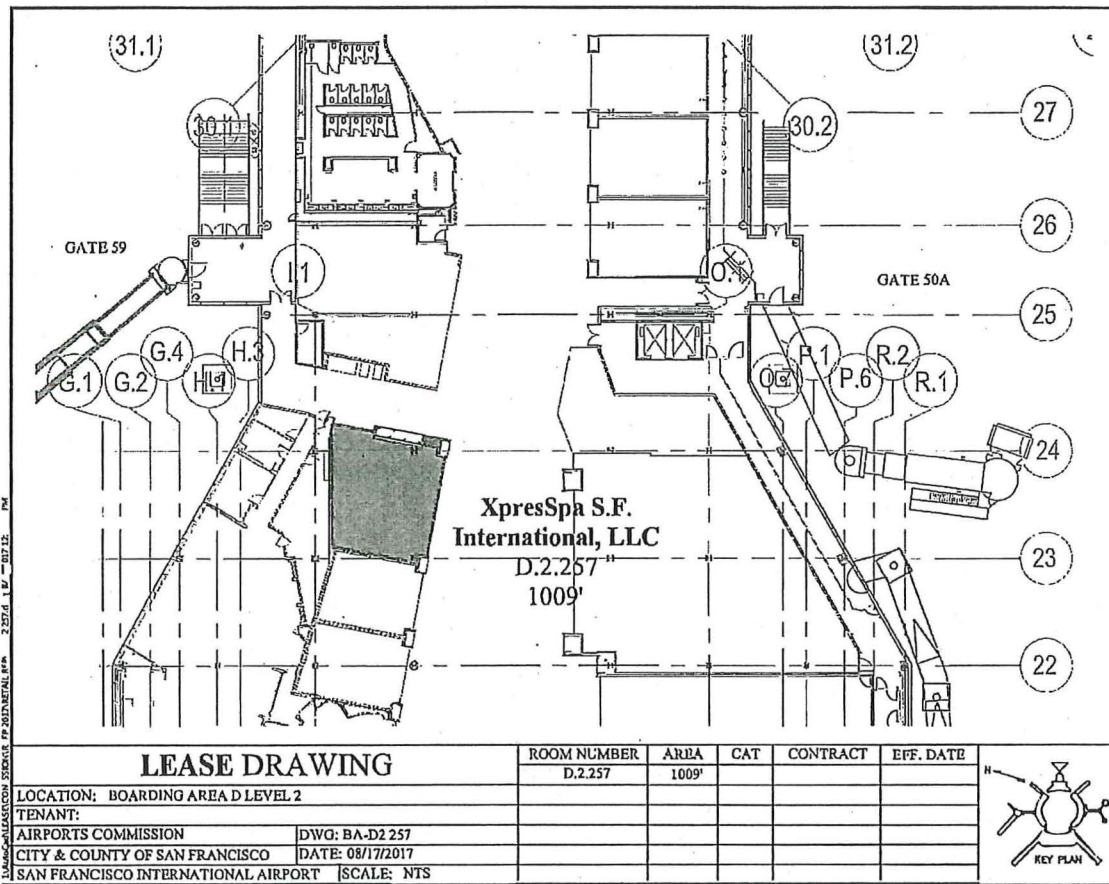 31.1
31.2
27
30.2
26
GATE 59
I.1
O.1
GATE 50A
25
G.4
H.3
P.1
R.2
G.1
G.2
P.6
R.1
24
XpresSpa S.F.
International, LLC
D.2.257
1009'
23
22
LEASE DRAWING
ROOM NUMBER AREA CAT CONTRACT EFF. DATE
D.2.257 1009'
LOCATION: BOARDING AREA D LEVEL 2
TENANT:
AIRPORTS COMMISSION DWG: BA-D2 257
CITY & COUNTY OF SAN FRANCISCO DATE: 08/17/2017
SAN FRANCISCO INTERNATIONAL AIRPORT SCALE: NTS
N
KEY PLAN